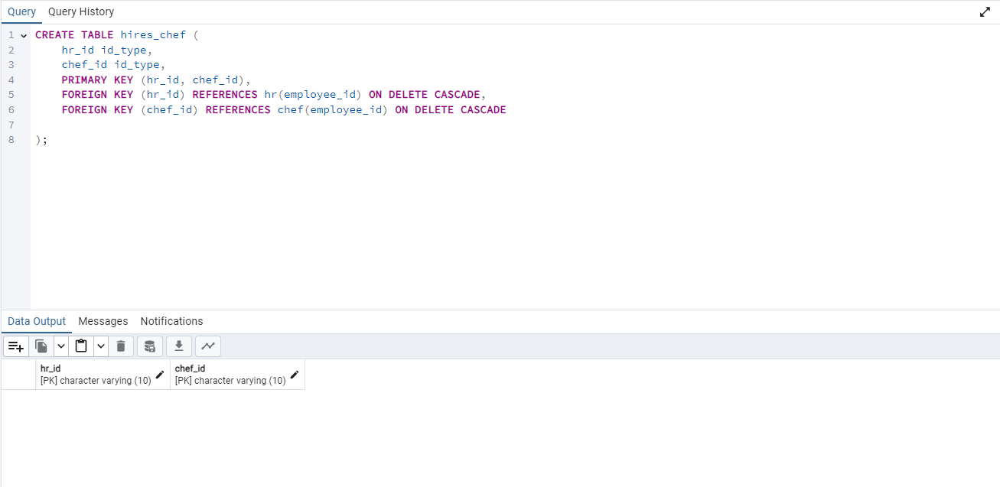 Query Query History
1 CREATE TABLE hires_chef (
2 hr_id id_type,
3 chef_id id_type,
4 PRIMARY KEY (hr_id, chef_id),
5 FOREIGN KEY (hr_id) REFERENCES hr(employee_id) ON DELETE CASCADE,
6 FOREIGN KEY (chef_id) REFERENCES chef(employee_id) ON DELETE CASCADE
7
8 );
Data Output Messages Notifications
hr_id chef_id
[PK] character varying (10) [PK] character varying (10)